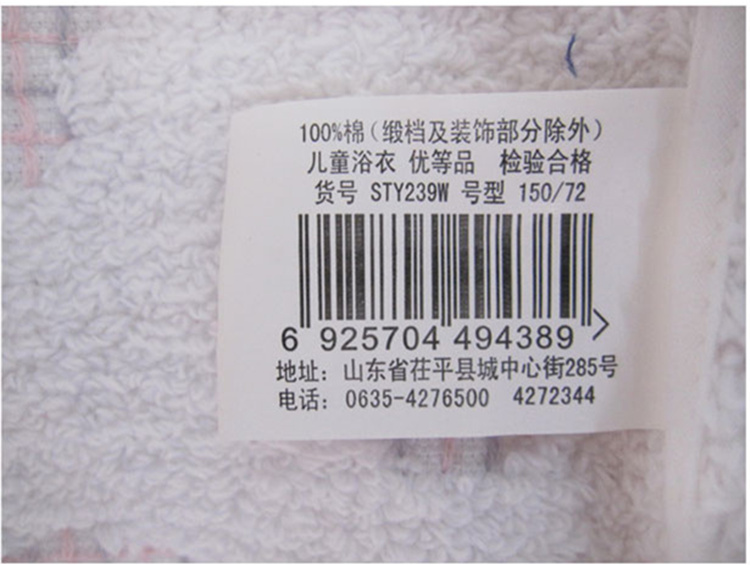 100%棉(缎档及装饰部分除外)
儿童浴衣 优等品 检验合格
货号 STY239W 号型 150/72
6 925704 494389 >
地址: 山东省茌平县城中心街285号
电话: 0635-4276500 4272344